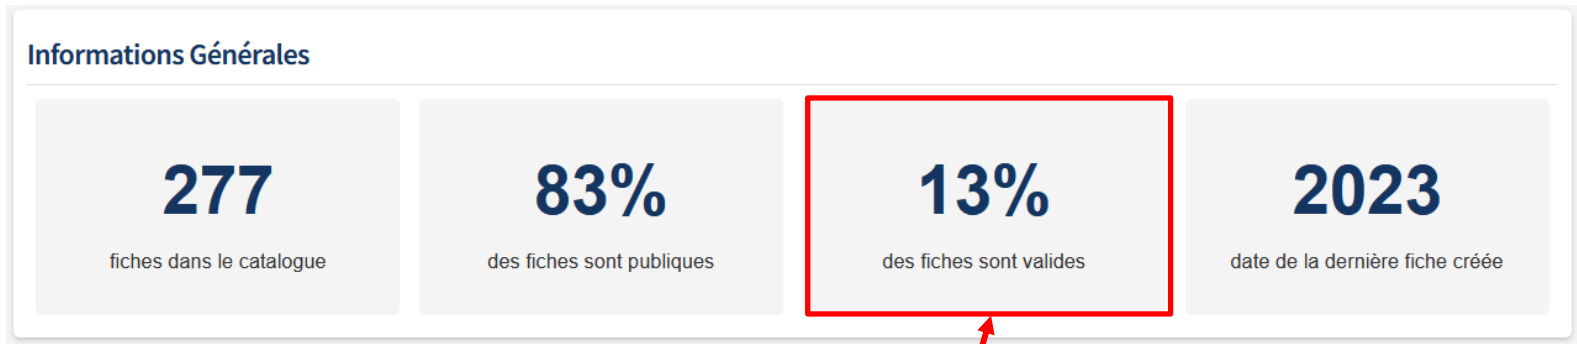 Informations Générales
277
fiches dans le catalogue
83%
des fiches sont publiques
13%
des fiches sont valides
2023
date de la dernière fiche créée